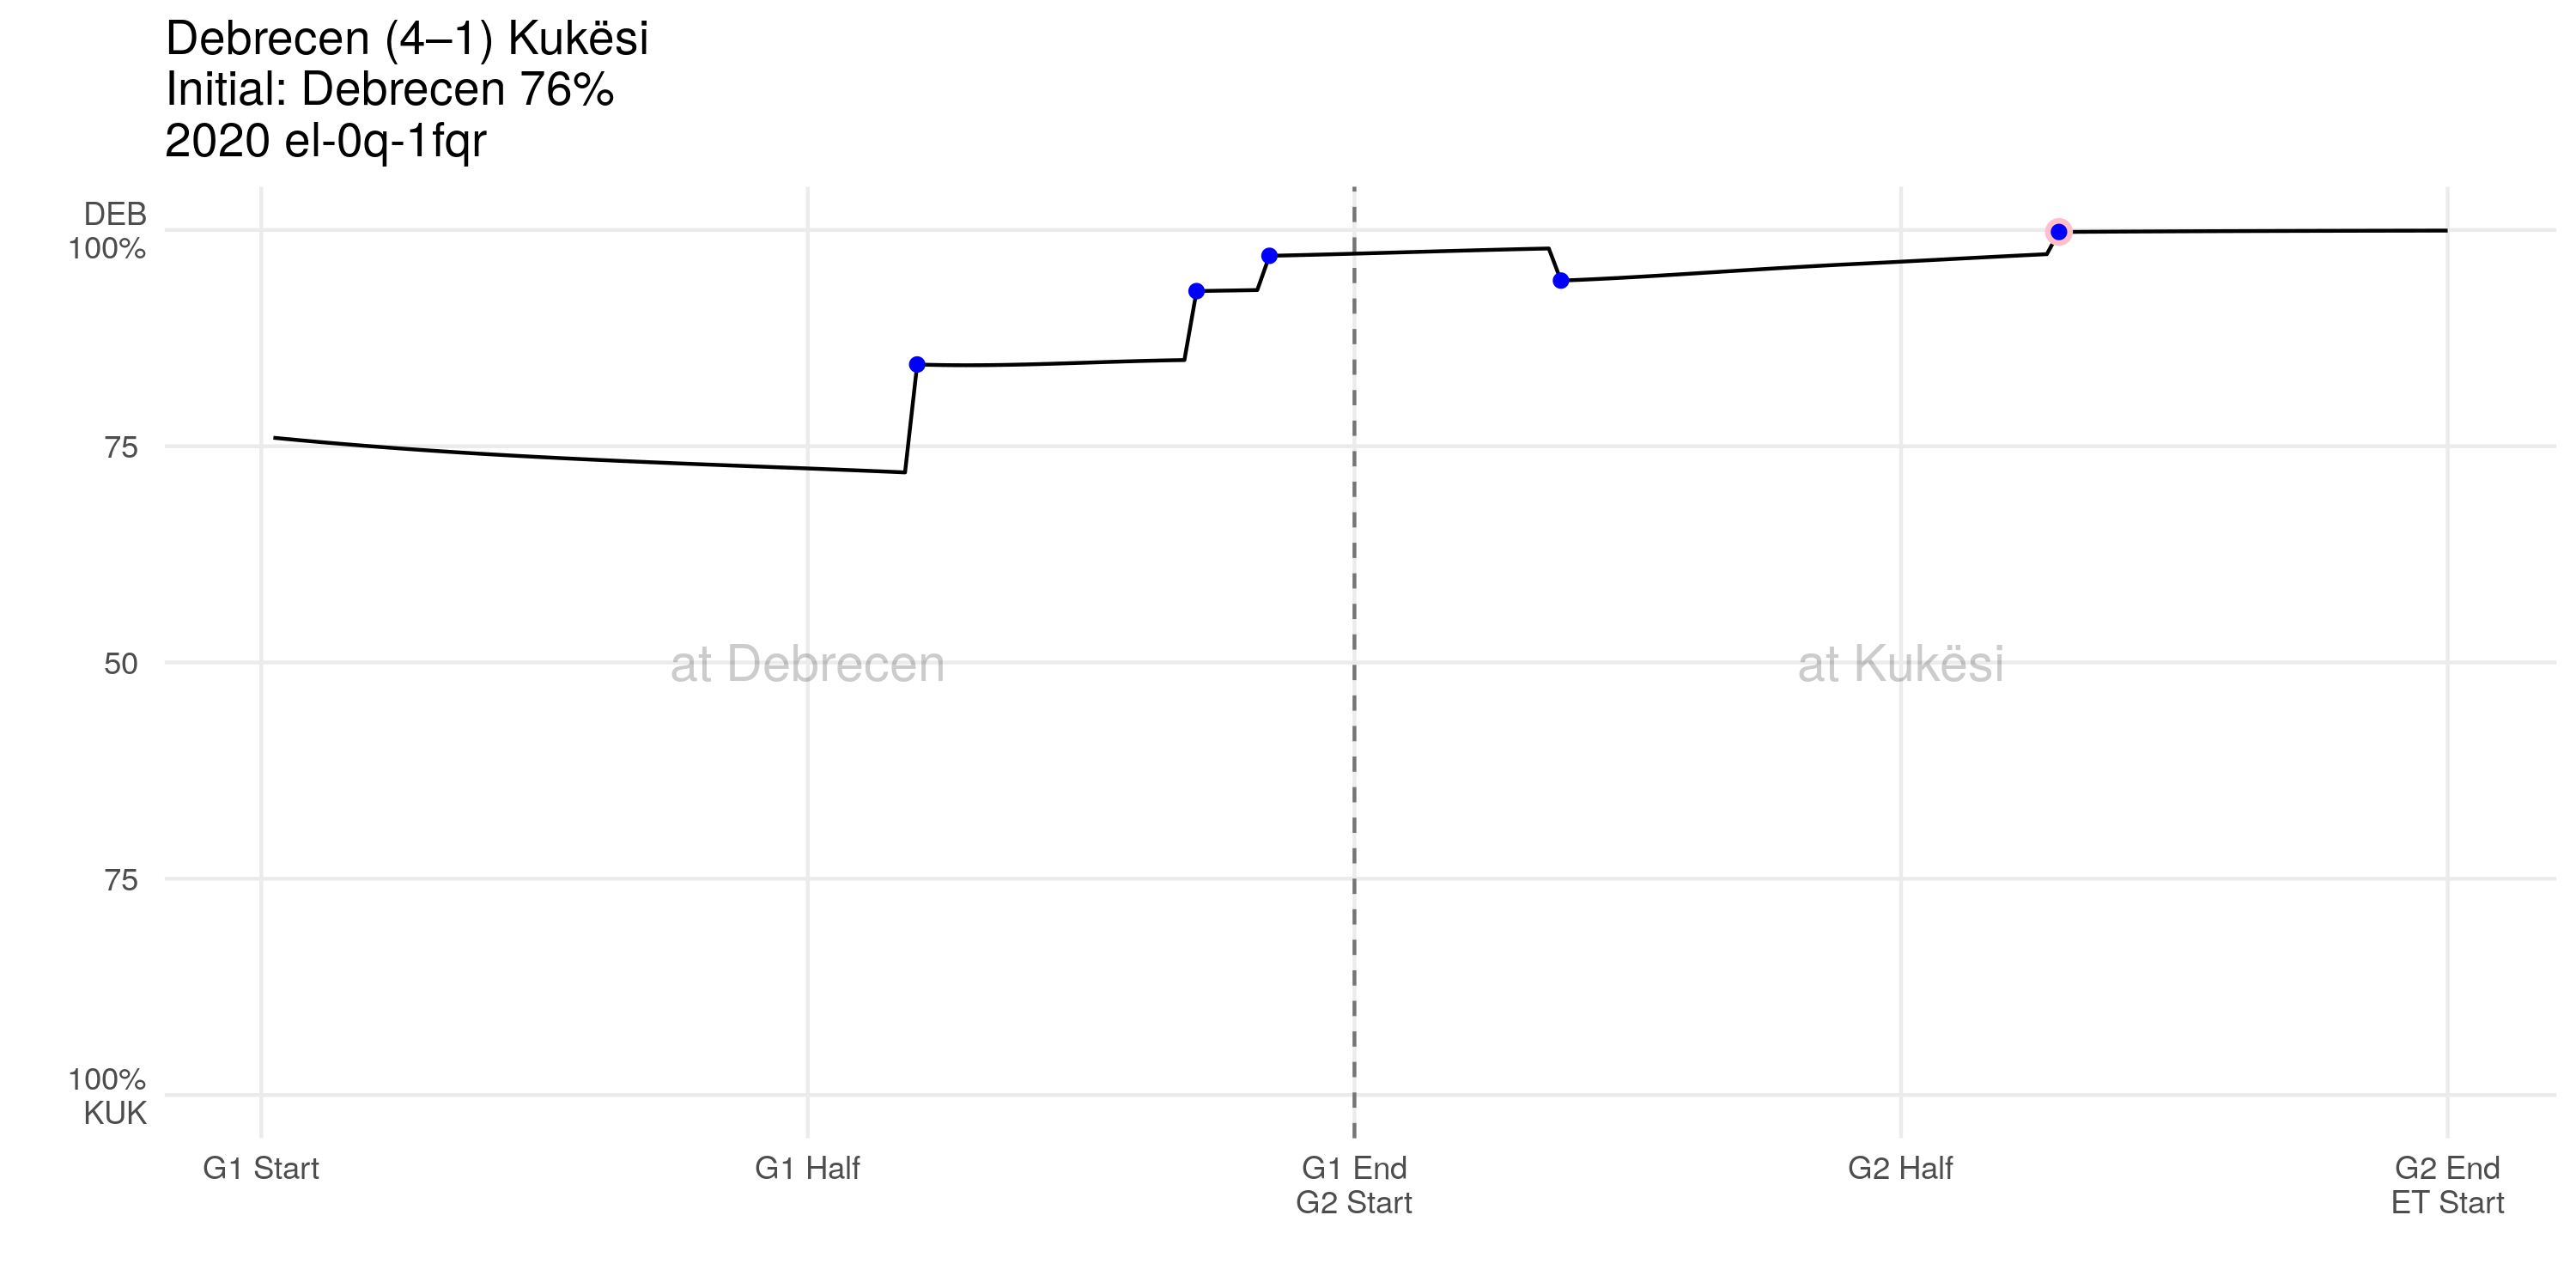 Debrecen (4–1) Kukësi
Initial: Debrecen 76%
2020 el-0q-1fqr
DEB
100%
75
50
75
100%
KUK
at Debrecen
at Kukësi
G1 Start
G1 Half
G1 End
G2 Start
G2 Half
G2 End
ET Start